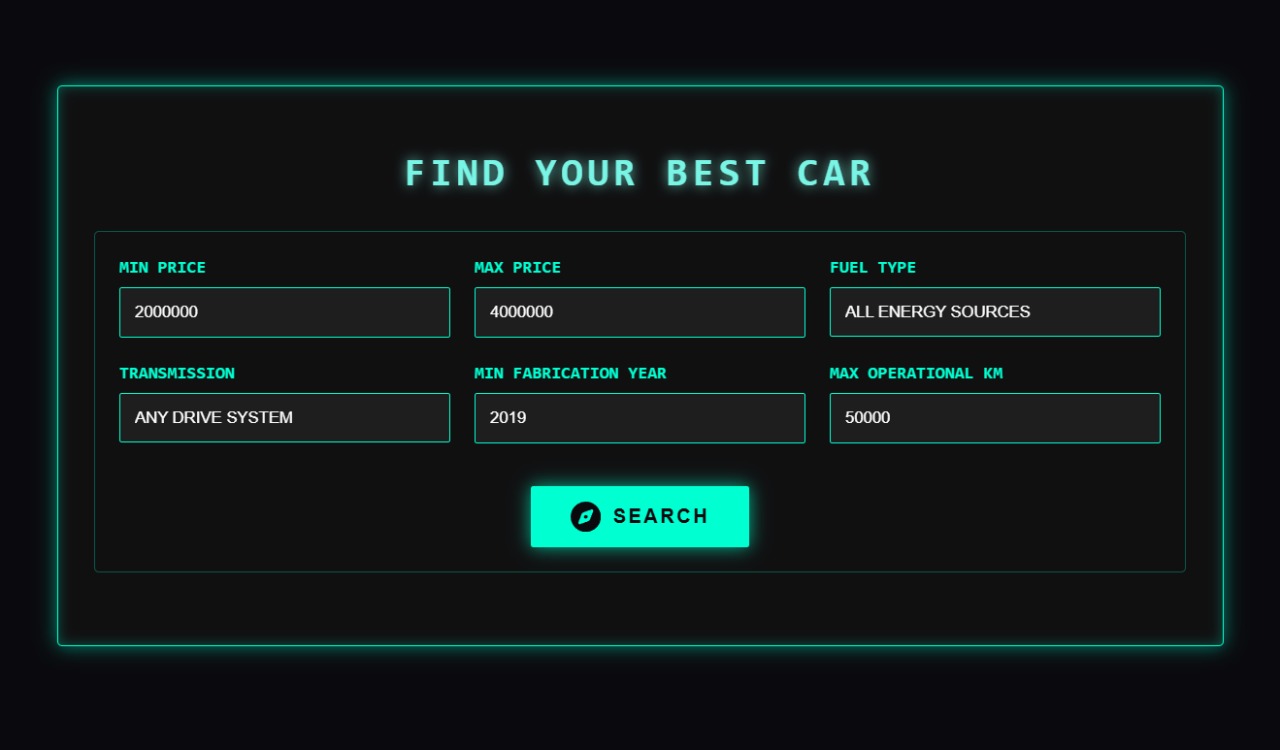 FIND YOUR BEST CAR
MIN PRICE
2000000
MAX PRICE
4000000
FUEL TYPE
ALL ENERGY SOURCES
TRANSMISSION
ANY DRIVE SYSTEM
MIN FABRICATION YEAR
2019
MAX OPERATIONAL KM
50000
SEARCH